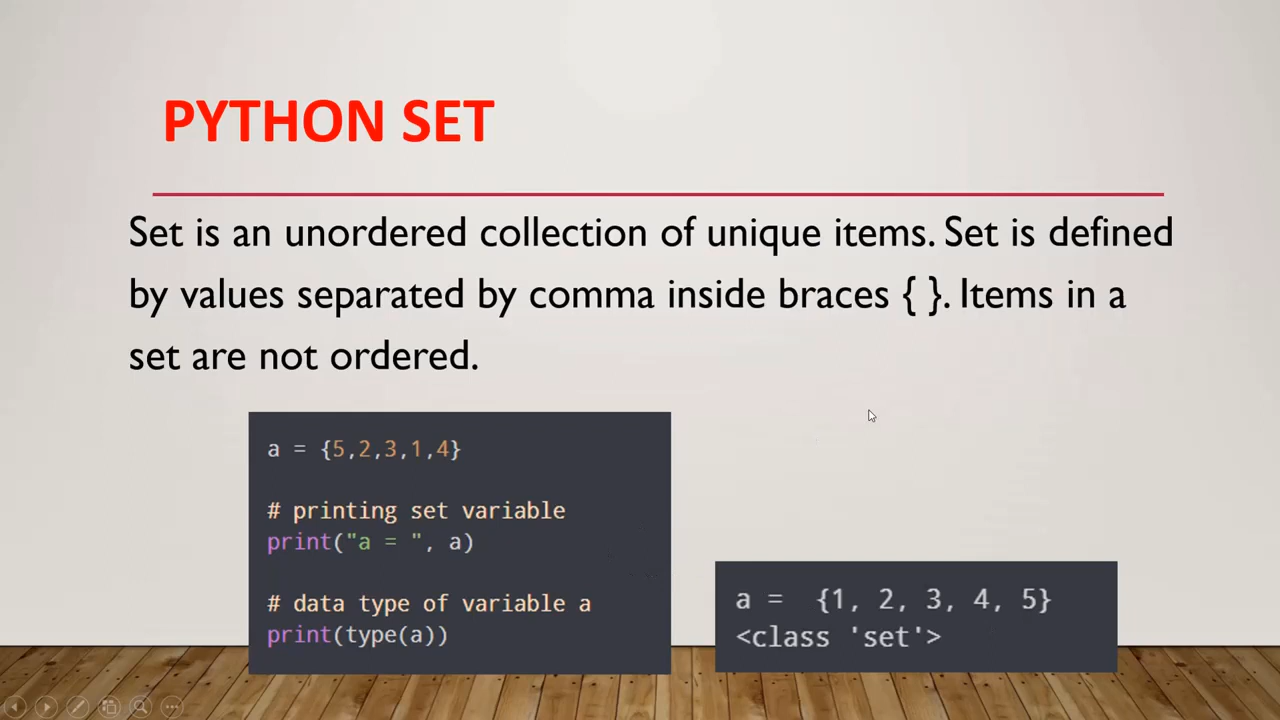 PYTHON SET
Set is an unordered collection of unique items. Set is defined
by values separated by comma inside braces { }. Items in a
set are not ordered.
a = {5,2,3,1,4}
# printing set variable
print("a = ", a)
# data type of variable a
print(type(a))
a =  {1, 2, 3, 4, 5}
<class 'set'>